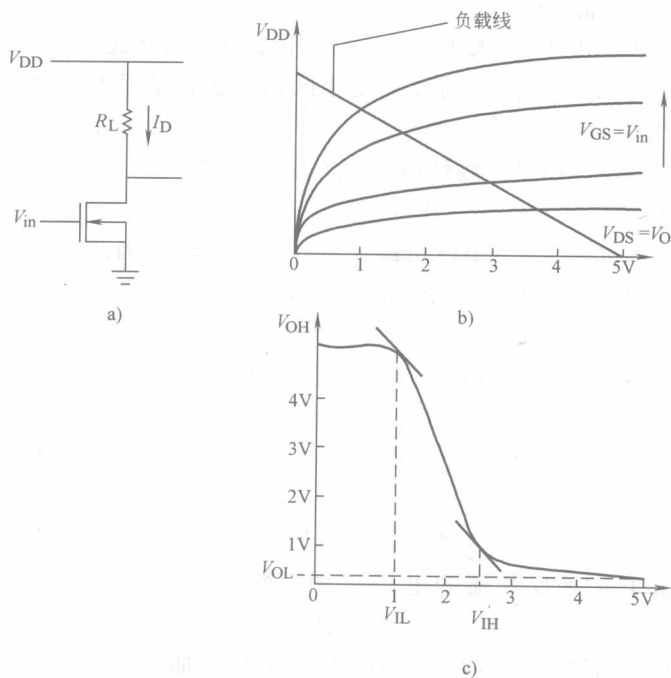 V_DD
R_L
I_D
V_in
a)
V_DD
负载线
V_GS=V_in
V_DS=V_O
0 1 2 3 4 5V
b)
V_OH
4V
3V
2V
1V
V_OL
0 1 2 3 4 5V
V_IL V_IH
c)